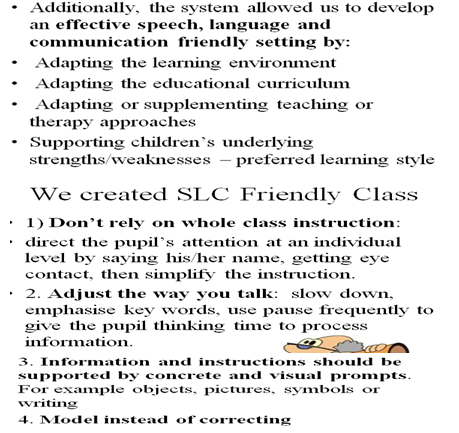 • Additionally, the system allowed us to develop
an effective speech, language and
communication friendly setting by:
• Adapting the learning environment
• Adapting the educational curriculum
• Adapting or supplementing teaching or
therapy approaches
• Supporting children's underlying
strengths/weaknesses – preferred learning style
We created SLC Friendly Class
• 1) Don't rely on whole class instruction:
• direct the pupil's attention at an individual
level by saying his/her name, getting eye
contact, then simplify the instruction.
• 2. Adjust the way you talk: slow down,
emphasise key words, use pause frequently to
give the pupil thinking time to process
information.
3. Information and instructions should be
supported by concrete and visual prompts.
For example objects, pictures, symbols or
writing
4. Model instead of correcting